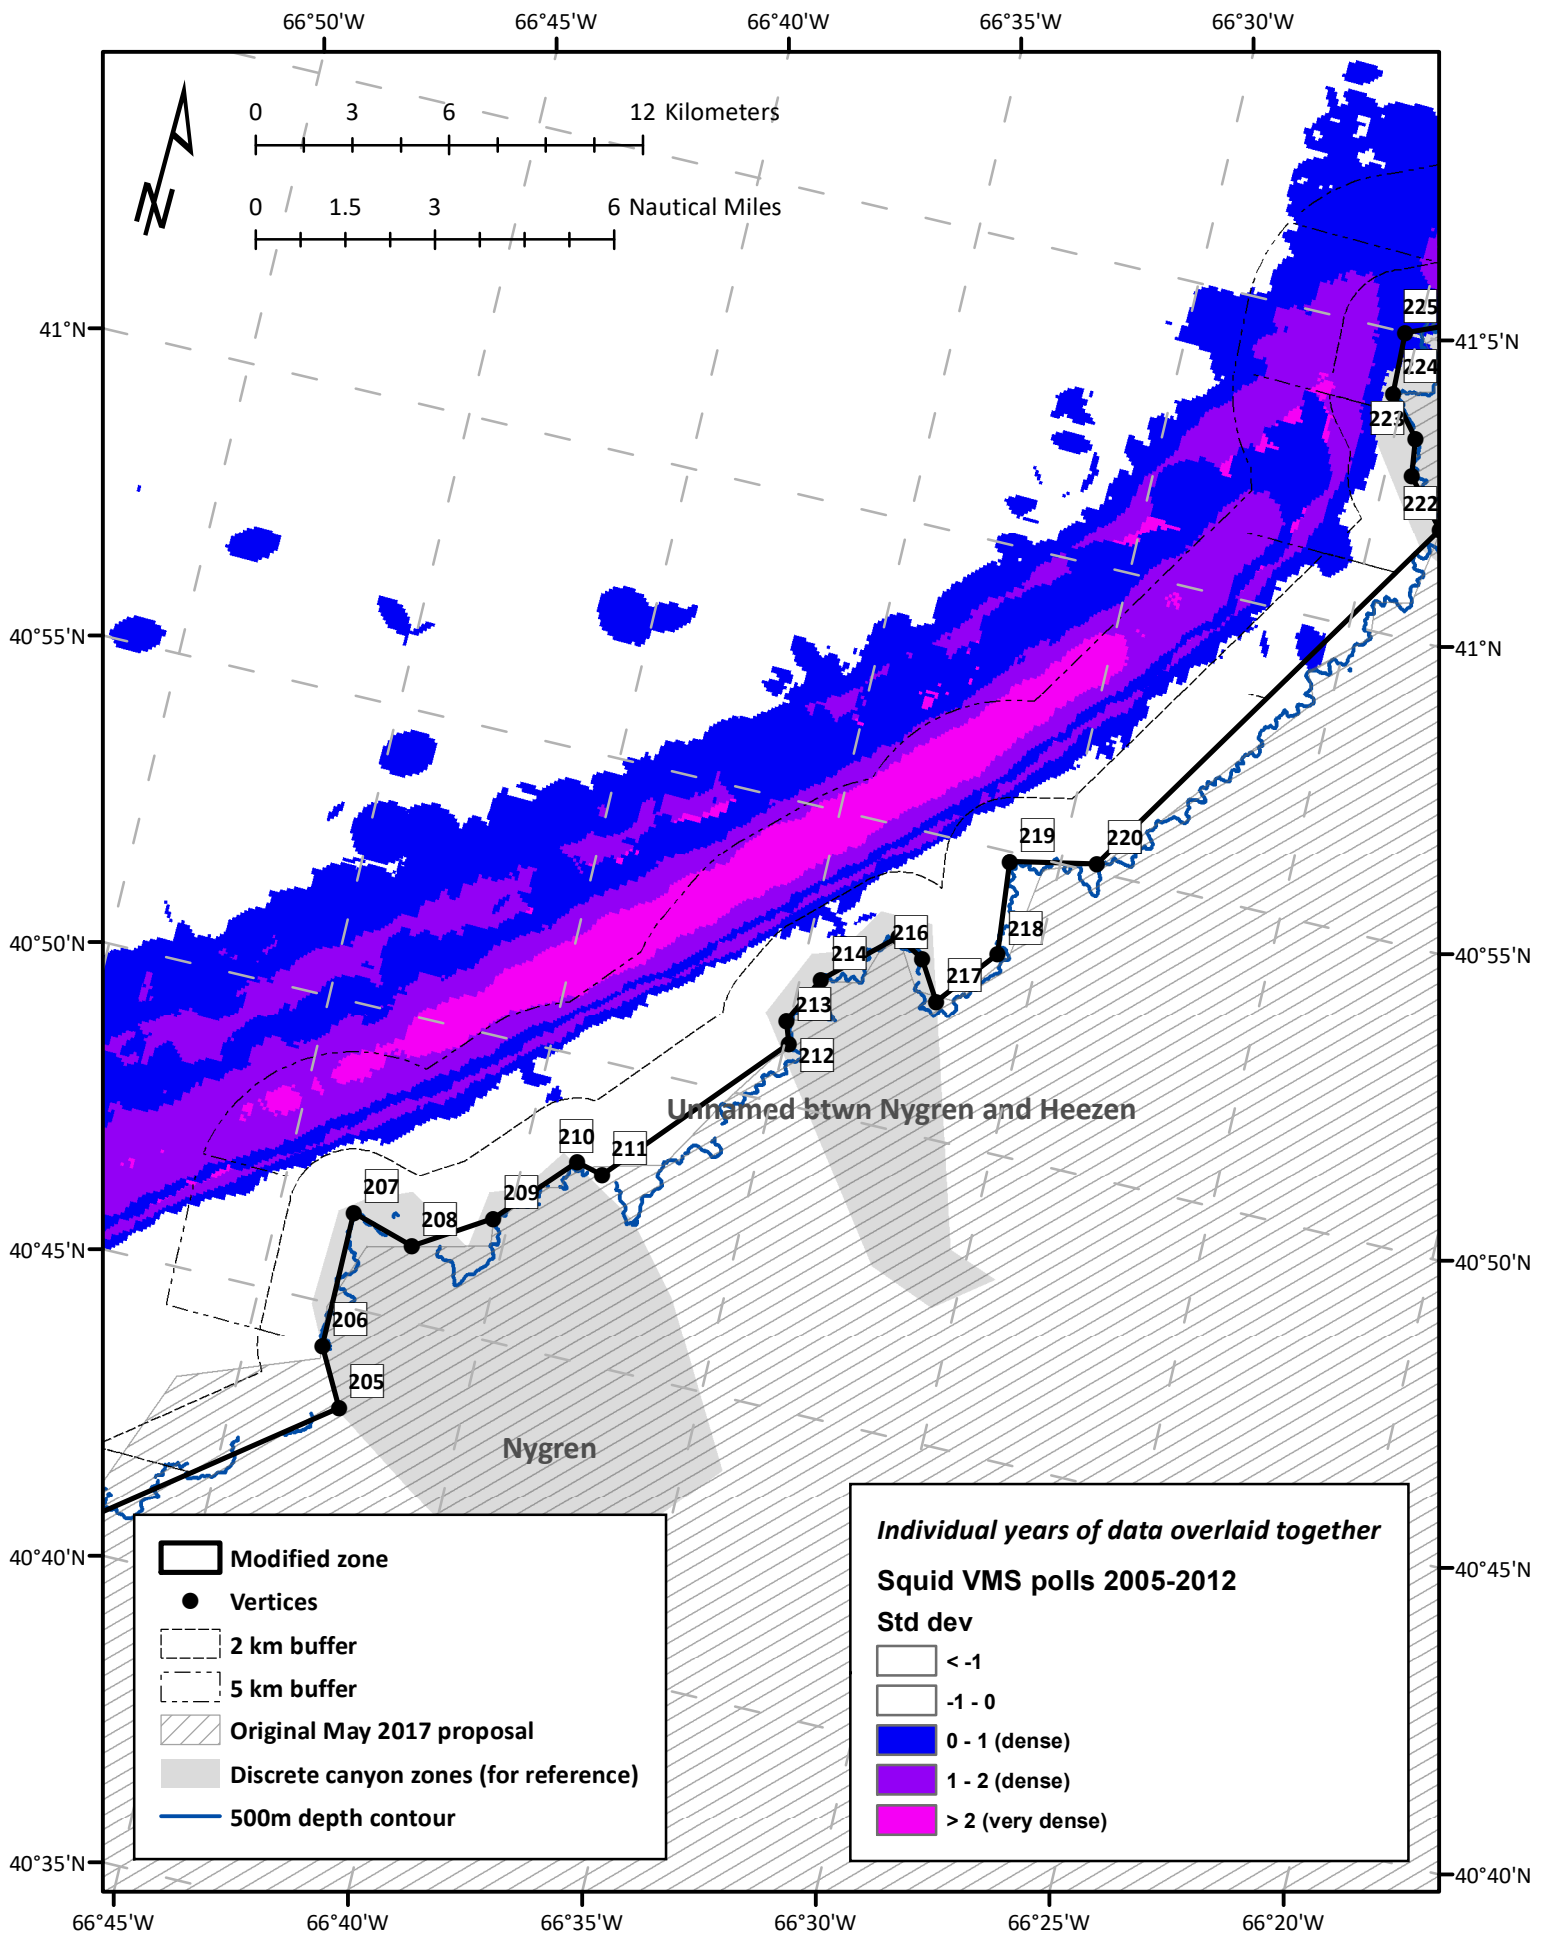 66°50'W 66°45'W 66°40'W 66°35'W 66°30'W
0 3 6 12 Kilometers
0 1.5 3 6 Nautical Miles
N
225
41°N
41°5'N
224
223
222
40°55'N
41°N
219
220
216
218
214
40°50'N
40°55'N
217
213
212
Unnamed btwn Nygren and Heezen
210
211
207
209
208
40°45'N
40°50'N
206
205
Nygren
40°40'N
40°45'N
Modified zone
Vertices
2 km buffer
5 km buffer
Original May 2017 proposal
Discrete canyon zones (for reference)
500m depth contour
Individual years of data overlaid together
Squid VMS polls 2005-2012
Std dev
< -1
-1 - 0
0 - 1 (dense)
1 - 2 (dense)
> 2 (very dense)
40°35'N
40°40'N
66°45'W 66°40'W 66°35'W 66°30'W 66°25'W 66°20'W